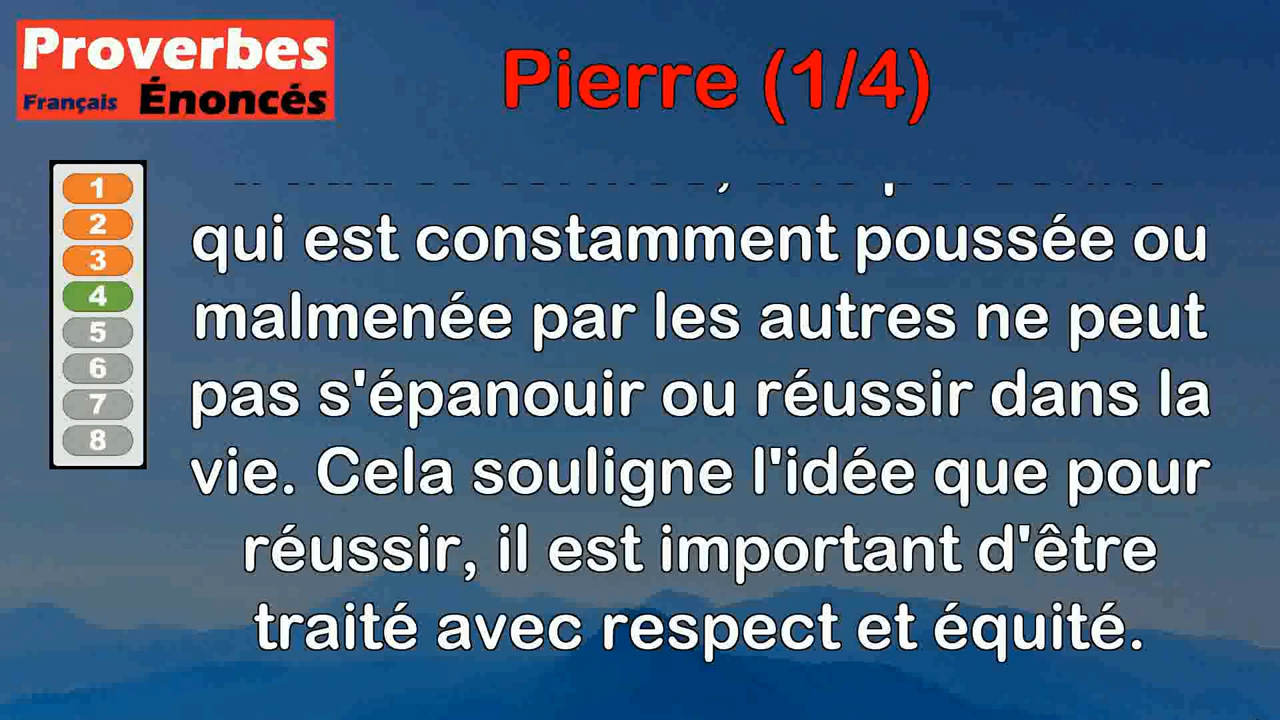 Proverbes
Français Énoncés
Pierre (1/4)
1
2
3
4
5
6
7
8
qui est constamment poussée ou
malmenée par les autres ne peut
pas s'épanouir ou réussir dans la
vie. Cela souligne l'idée que pour
réussir, il est important d'être
traité avec respect et équité.